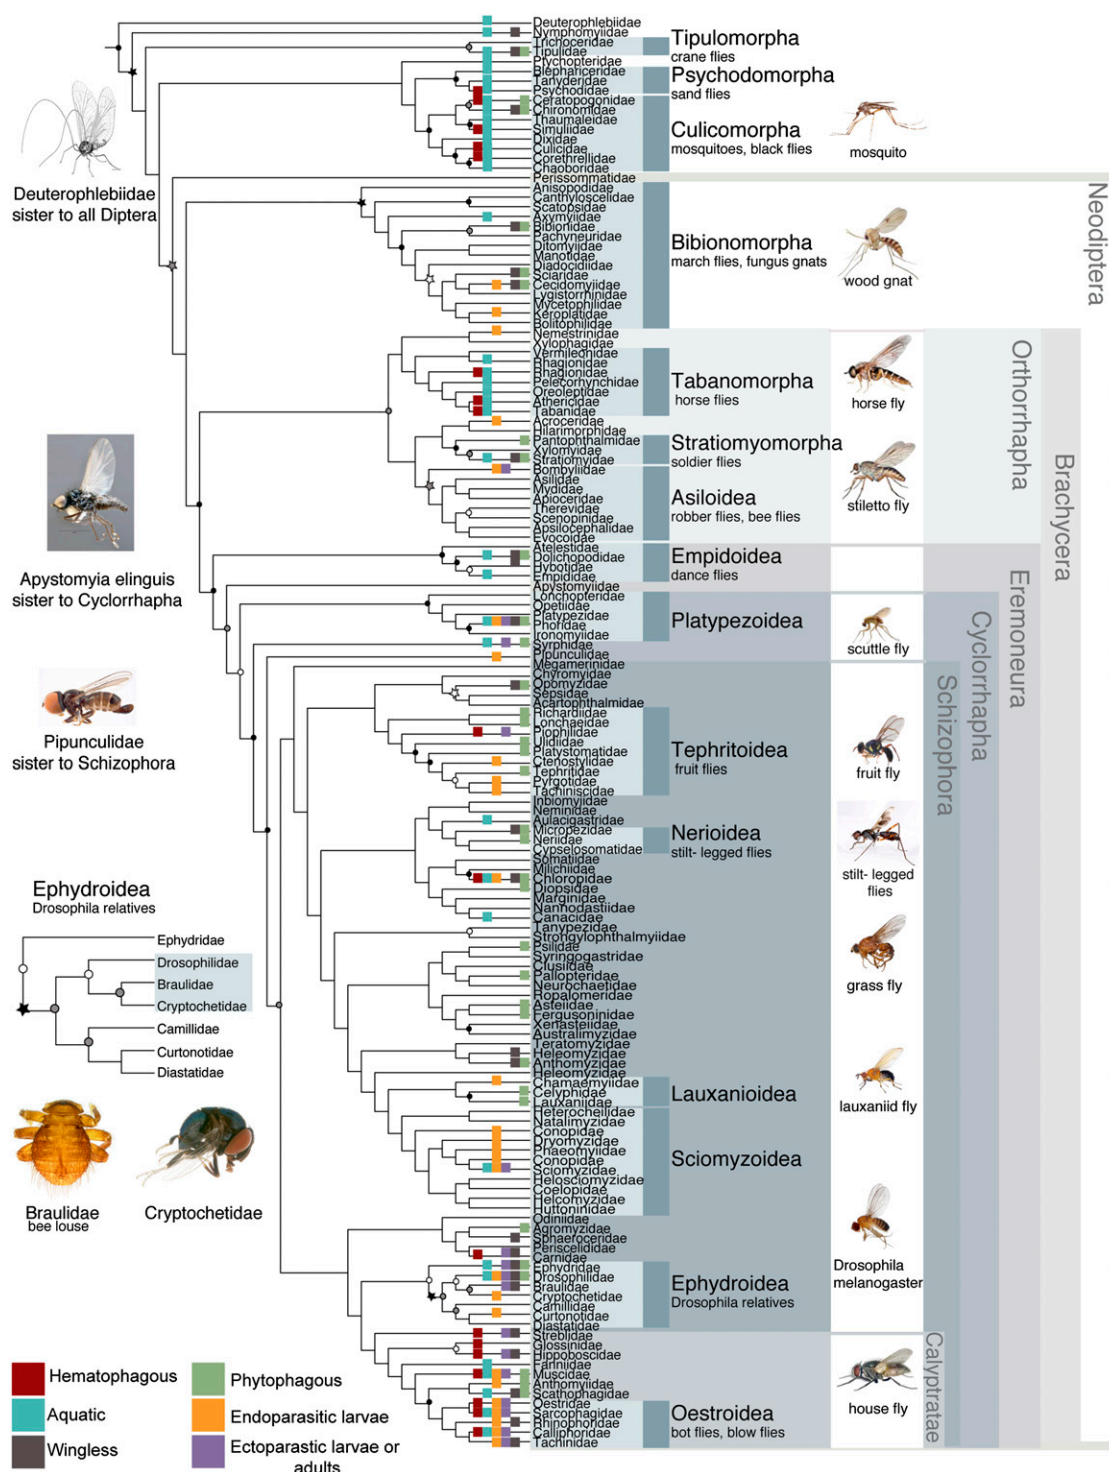 Deuterophlebiidae
Nymphomyiidae
Trichoceridae
Tipulidae
Ptychopteridae
Blephariceridae
Tanyderidae
Psychodidae
Ceratopogonidae
Chironomidae
Thaumaleidae
Simuliidae
Dixidae
Culicidae
Corethrellidae
Chaoboridae
Perissommatidae
Anisopodidae
Canthyloscelidae
Scatopsidae
Axymyiidae
Bibionidae
Pachyneuridae
Ditomyiidae
Manotidae
Diadocidiidae
Sciaridae
Cecidomyiidae
Lygistorrhinidae
Mycetophilidae
Keroplatidae
Bolitophilidae
Nemestrinidae
Xylophagidae
Vermileonidae
Rhagionidae
Rhagionidae
Pelecorhynchidae
Oreoleptidae
Athericidae
Tabanidae
Acroceridae
Hilarimorphidae
Pantophthalmidae
Xylomyidae
Stratiomyidae
Bombyliidae
Asilidae
Mydidae
Apioceridae
Therevidae
Scenopinidae
Apsilocephalidae
Evocoidae
Atelestidae
Dolichopodidae
Hybotidae
Empididae
Apystomyiidae
Lonchopteridae
Opetiidae
Platypezidae
Phoridae
Ironomyiidae
Syrphidae
Pipunculidae
Megamerinidae
Chyromyidae
Opomyzidae
Sepsidae
Acartophthalmidae
Richardiidae
Lonchaeidae
Piophilidae
Ulidiidae
Platystomatidae
Ctenostylidae
Tephritidae
Pyrgotidae
Tachiniscidae
Inbiomyiidae
Neminidae
Aulacigastridae
Micropezidae
Neriidae
Cypselosomatidae
Somatiidae
Milichiidae
Chloropidae
Diopsidae
Marginidae
Nannodastiidae
Canacidae
Tanypezidae
Strongylophthalmyiidae
Psilidae
Syringogastridae
Clusiidae
Pallopteridae
Neurochaetidae
Ropalomeridae
Asteiidae
Fergusoninidae
Xenasteiidae
Australimyzidae
Teratomyzidae
Heleomyzidae
Anthomyzidae
Heleomyzidae
Chamaemyiidae
Celyphidae
Lauxaniidae
Heterocheilidae
Natalimyzidae
Conopidae
Dryomyzidae
Phaeomyiidae
Conopidae
Sciomyzidae
Helosciomyzidae
Coelopidae
Helcomyzidae
Huttoninidae
Odiniidae
Agromyzidae
Sphaeroceridae
Periscelididae
Carnidae
Ephydridae
Drosophilidae
Braulidae
Cryptochetidae
Camillidae
Curtonotidae
Diastatidae
Streblidae
Glossinidae
Hippoboscidae
Fanniidae
Muscidae
Anthomyiidae
Scathophagidae
Oestridae
Sarcophagidae
Rhinophoridae
Calliphoridae
Tachinidae
Tipulomorpha
crane flies
Psychodomorpha
sand flies
Culicomorpha
mosquitoes, black flies
Bibionomorpha
march flies, fungus gnats
Tabanomorpha
horse flies
Stratiomyomorpha
soldier flies
Asiloidea
robber flies, bee flies
Empidoidea
dance flies
Platypezoidea
Tephritoidea
fruit flies
Nerioidea
stilt- legged flies
Lauxanioidea
Sciomyzoidea
Ephydroidea
Drosophila relatives
Oestroidea
bot flies, blow flies
mosquito
wood gnat
horse fly
stiletto fly
scuttle fly
fruit fly
stilt- legged
flies
grass fly
lauxaniid fly
Drosophila
melanogaster
house fly
Neodiptera
Orthorrhapha
Brachycera
Eremoneura
Cyclorrhapha
Schizophora
Calyptratae
Deuterophlebiidae
sister to all Diptera
Apystomyia elinguis
sister to Cyclorrhapha
Pipunculidae
sister to Schizophora
Ephydroidea
Drosophila relatives
Ephydridae
Drosophilidae
Braulidae
Cryptochetidae
Camillidae
Curtonotidae
Diastatidae
Braulidae
bee louse
Cryptochetidae
Hematophagous
Aquatic
Wingless
Phytophagous
Endoparasitic larvae
Ectoparastic larvae or
adults